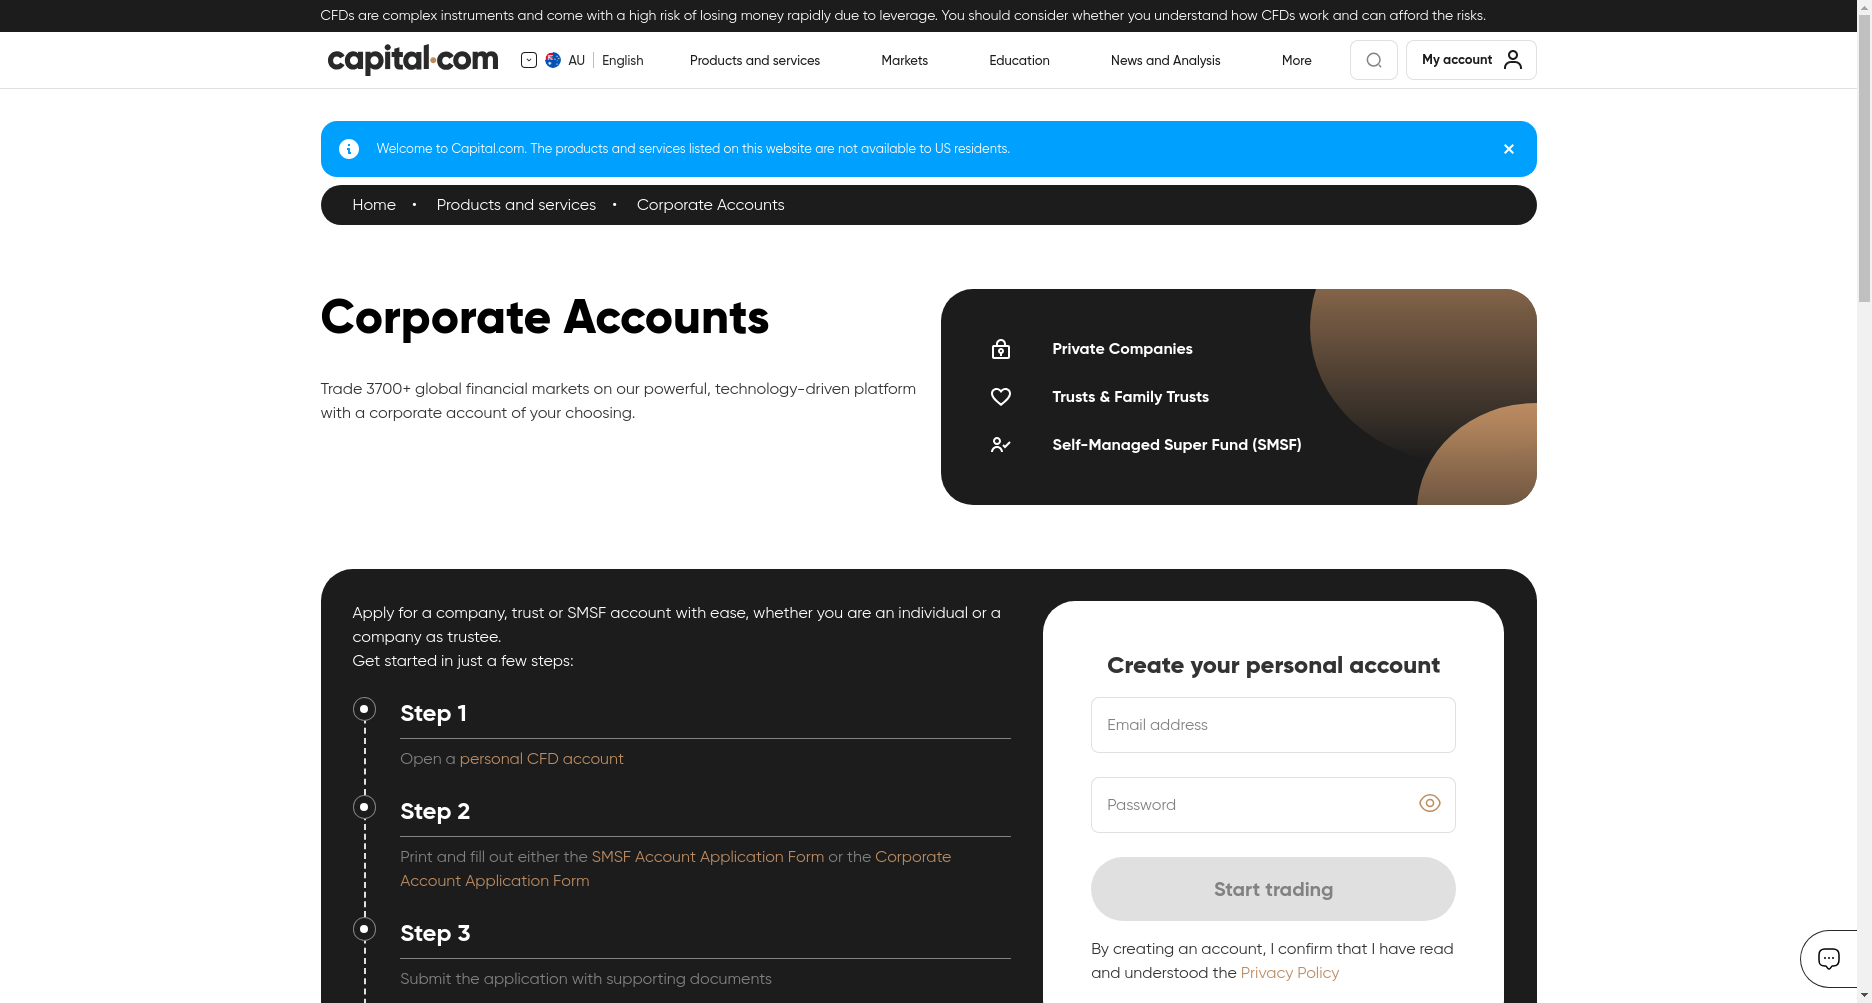 CFDs are complex instruments and come with a high risk of losing money rapidly due to leverage. You should consider whether you understand how CFDs work and can afford the risks.
capital.com
AU
English
Products and services
Markets
Education
News and Analysis
More
My account
Welcome to Capital.com. The products and services listed on this website are not available to US residents.
Home • Products and services • Corporate Accounts
Corporate Accounts
Trade 3700+ global financial markets on our powerful, technology-driven platform
with a corporate account of your choosing.
Private Companies
Trusts & Family Trusts
Self-Managed Super Fund (SMSF)
Apply for a company, trust or SMSF account with ease, whether you are an individual or a
company as trustee.
Get started in just a few steps:
Step 1
Open a personal CFD account
Step 2
Print and fill out either the SMSF Account Application Form or the Corporate
Account Application Form
Step 3
Submit the application with supporting documents
Create your personal account
Email address
Password
Start trading
By creating an account, I confirm that I have read
and understood the Privacy Policy